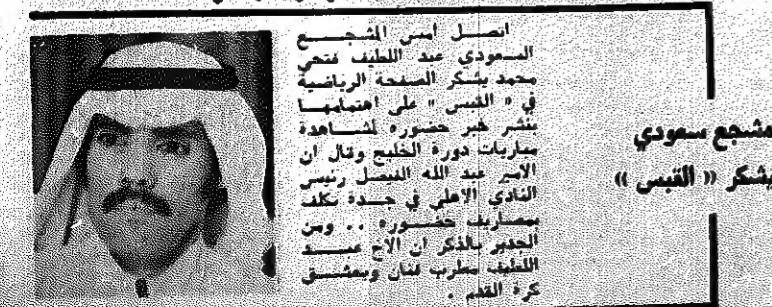 مشجع سعودي
يشكر « القبس »
اتصل امس المشجع
السعودي عبد اللطيف فتحي
محمد يشكر الصفحة الرياضية
في « القبس » على اهتمامها
بنشر خبر حضوره لمشاهدة
مباريات دورة الخليج وقال ان
الامير عبد الله الفيصل رئيس
النادي الاهلي في جدة تكلف
بمصاريف حضوره .. ومن
الجدير بالذكر ان الاخ عبد
اللطيف مطرب فنان ويعشق
كرة القدم .